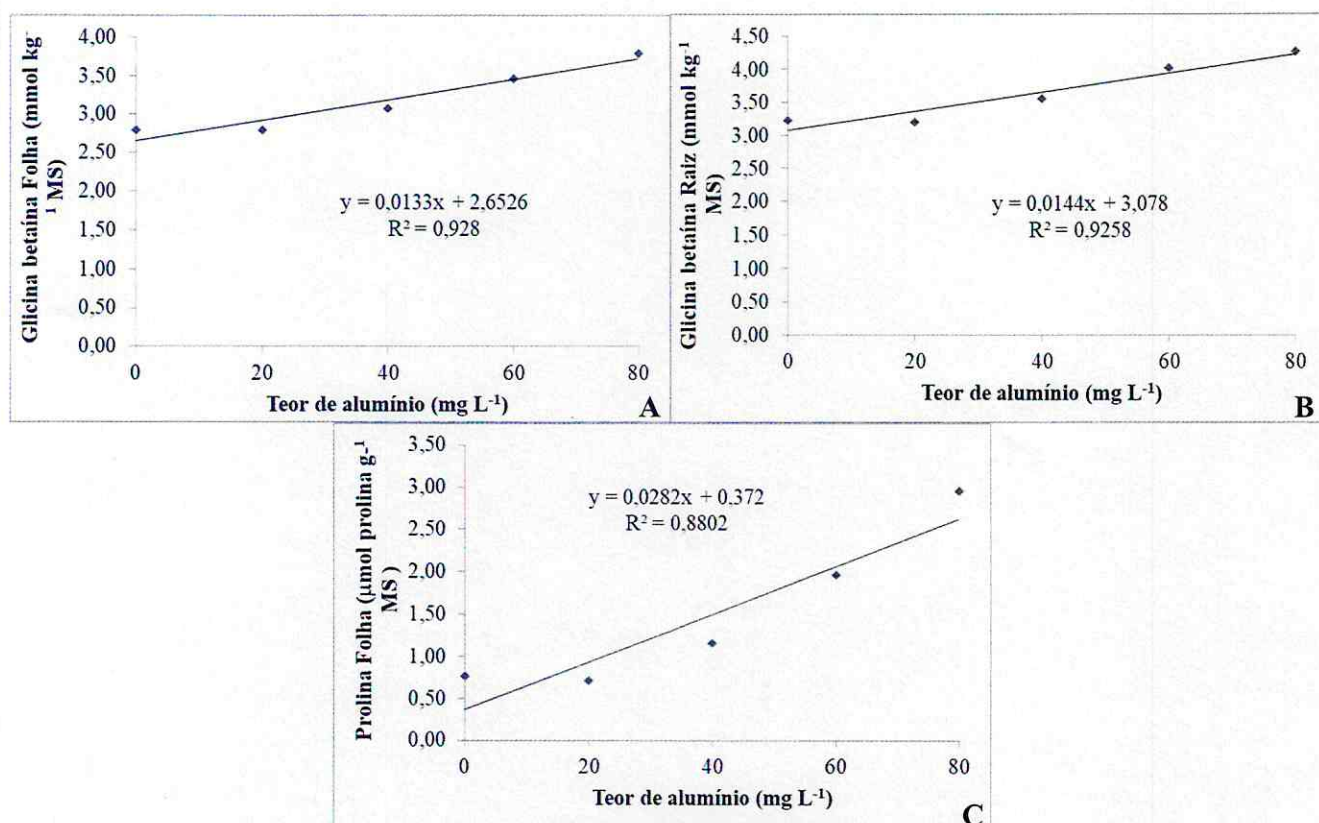 Glicina betaína Folha (mmol kg-
1 MS)
4,00
3,50
3,00
2,50
2,00
1,50
1,00
0,50
0,00
y = 0,0133x + 2,6526
R² = 0,928
0 20 40 60 80
Teor de alumínio (mg L-1)
A
Glicina betaína Raiz (mmol kg-1
MS)
4,50
4,00
3,50
3,00
2,50
2,00
1,50
1,00
0,50
0,00
y = 0,0144x + 3,078
R² = 0,9258
0 20 40 60 80
Teor de alumínio (mg L-1)
B
Prolina Folha (µmol prolina g-1
MS)
3,50
3,00
2,50
2,00
1,50
1,00
0,50
0,00
y = 0,0282x + 0,372
R² = 0,8802
0 20 40 60 80
Teor de alumínio (mg L-1)
C